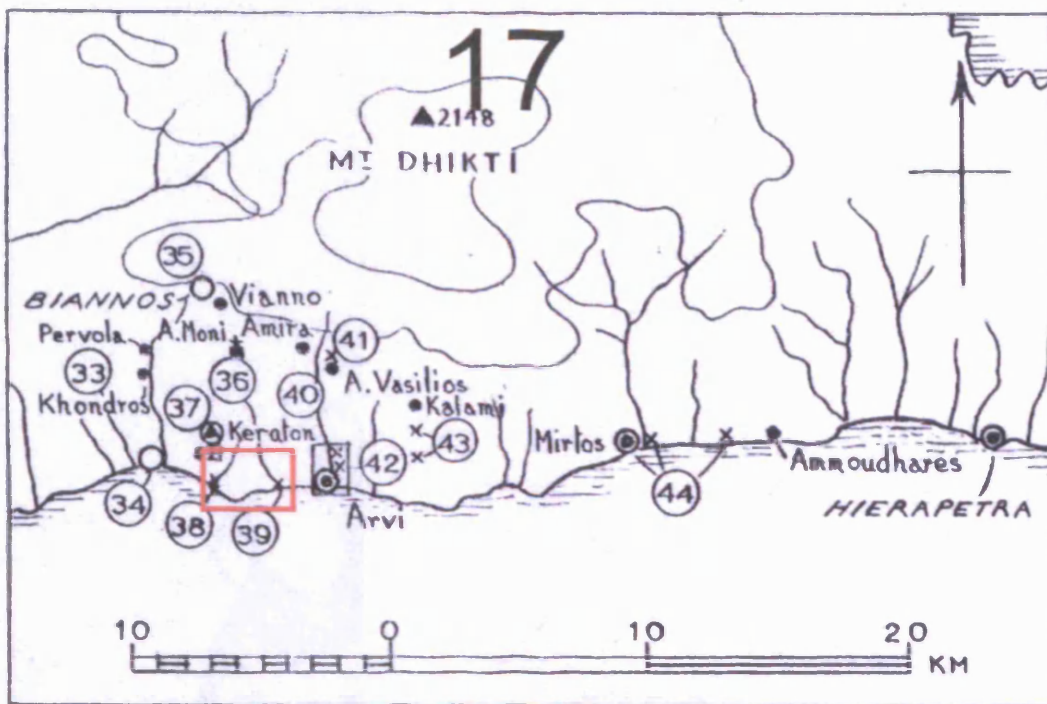 17
2148
MT DHIKTI
35
BIANNOS
Vianno
Pervola
A.Moni
Amira
41
33
36
40
A.Vasilios
Khondros
37
Kalami
Keraton
43
Mirtos
42
44
Ammoudhares
34
38
39
Arvi
HIERAPETRA
10 0 10 20
KM